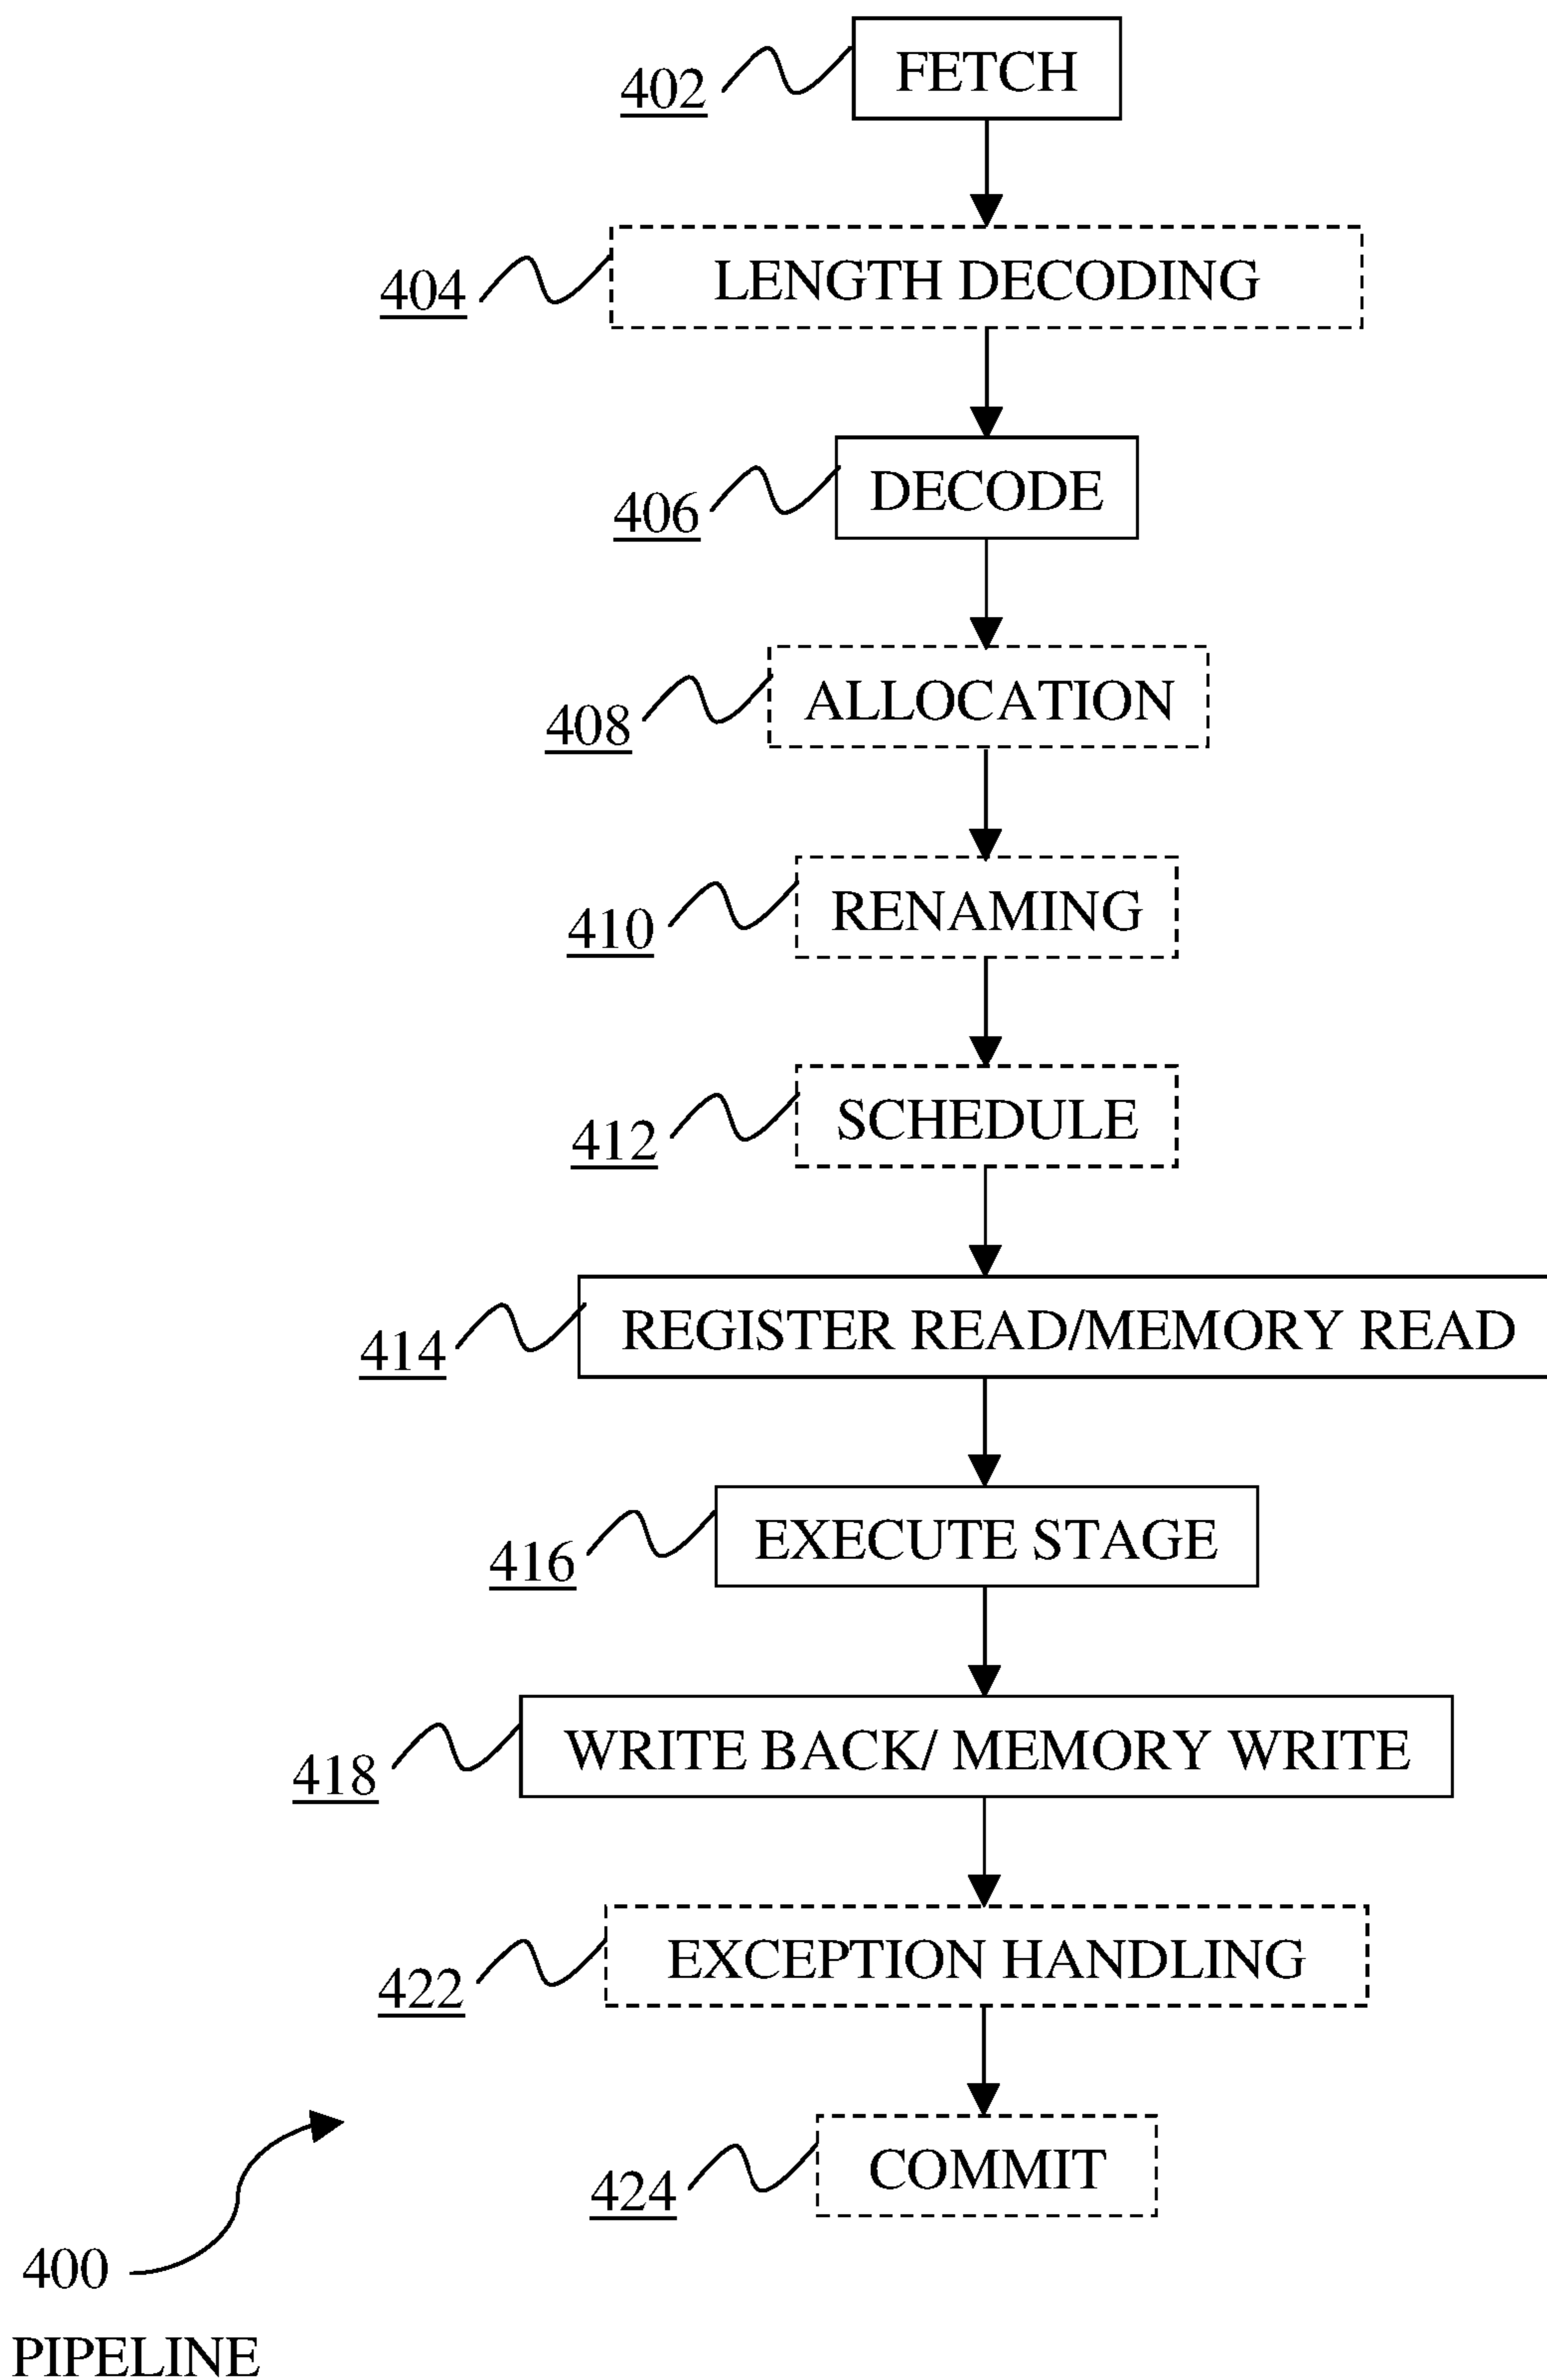 FETCH
402
LENGTH DECODING
404
DECODE
406
ALLOCATION
408
RENAMING
410
SCHEDULE
412
REGISTER READ/MEMORY READ
414
EXECUTE STAGE
416
WRITE BACK/ MEMORY WRITE
418
EXCEPTION HANDLING
422
COMMIT
424
400
PIPELINE